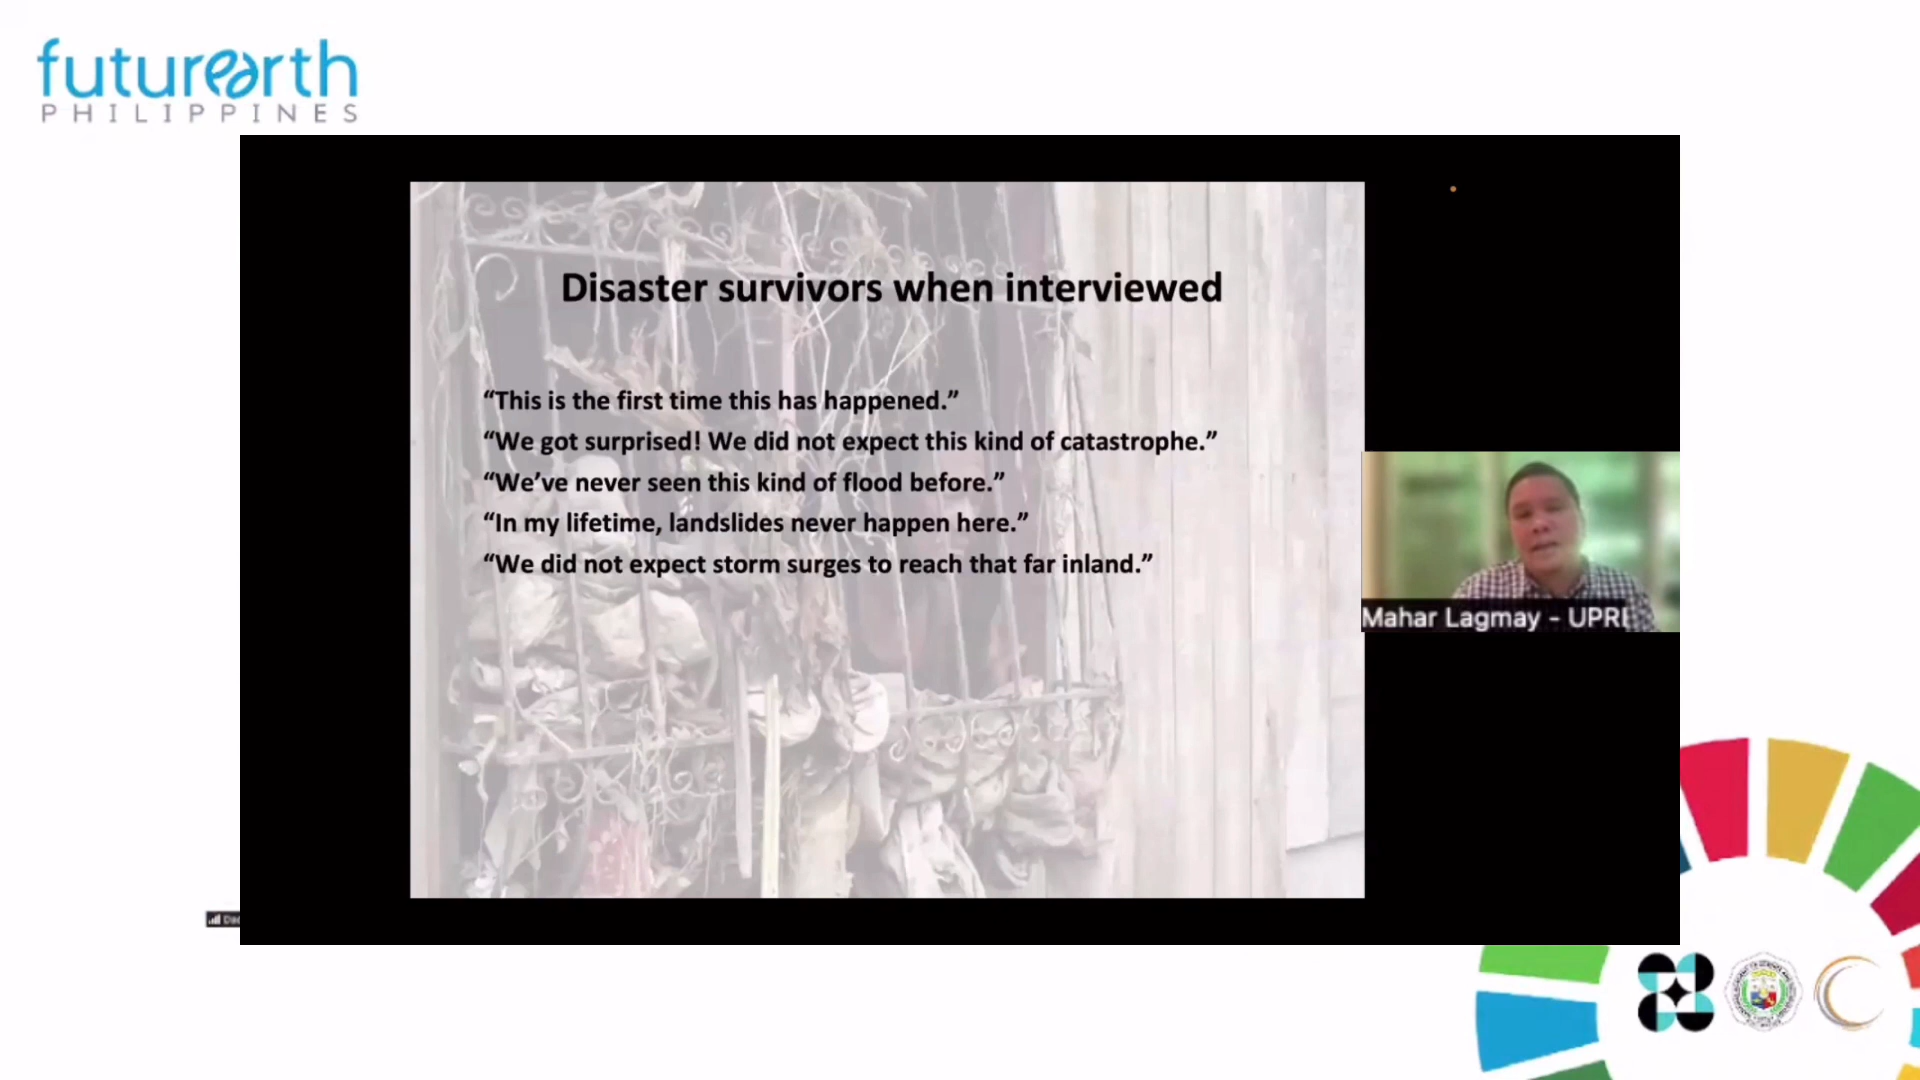 futurearth
PHILIPPINES
Disaster survivors when interviewed
“This is the first time this has happened.”
“We got surprised! We did not expect this kind of catastrophe.”
“We’ve never seen this kind of flood before.”
“In my lifetime, landslides never happen here.”
“We did not expect storm surges to reach that far inland.”
Mahar Lagmay - UPRI